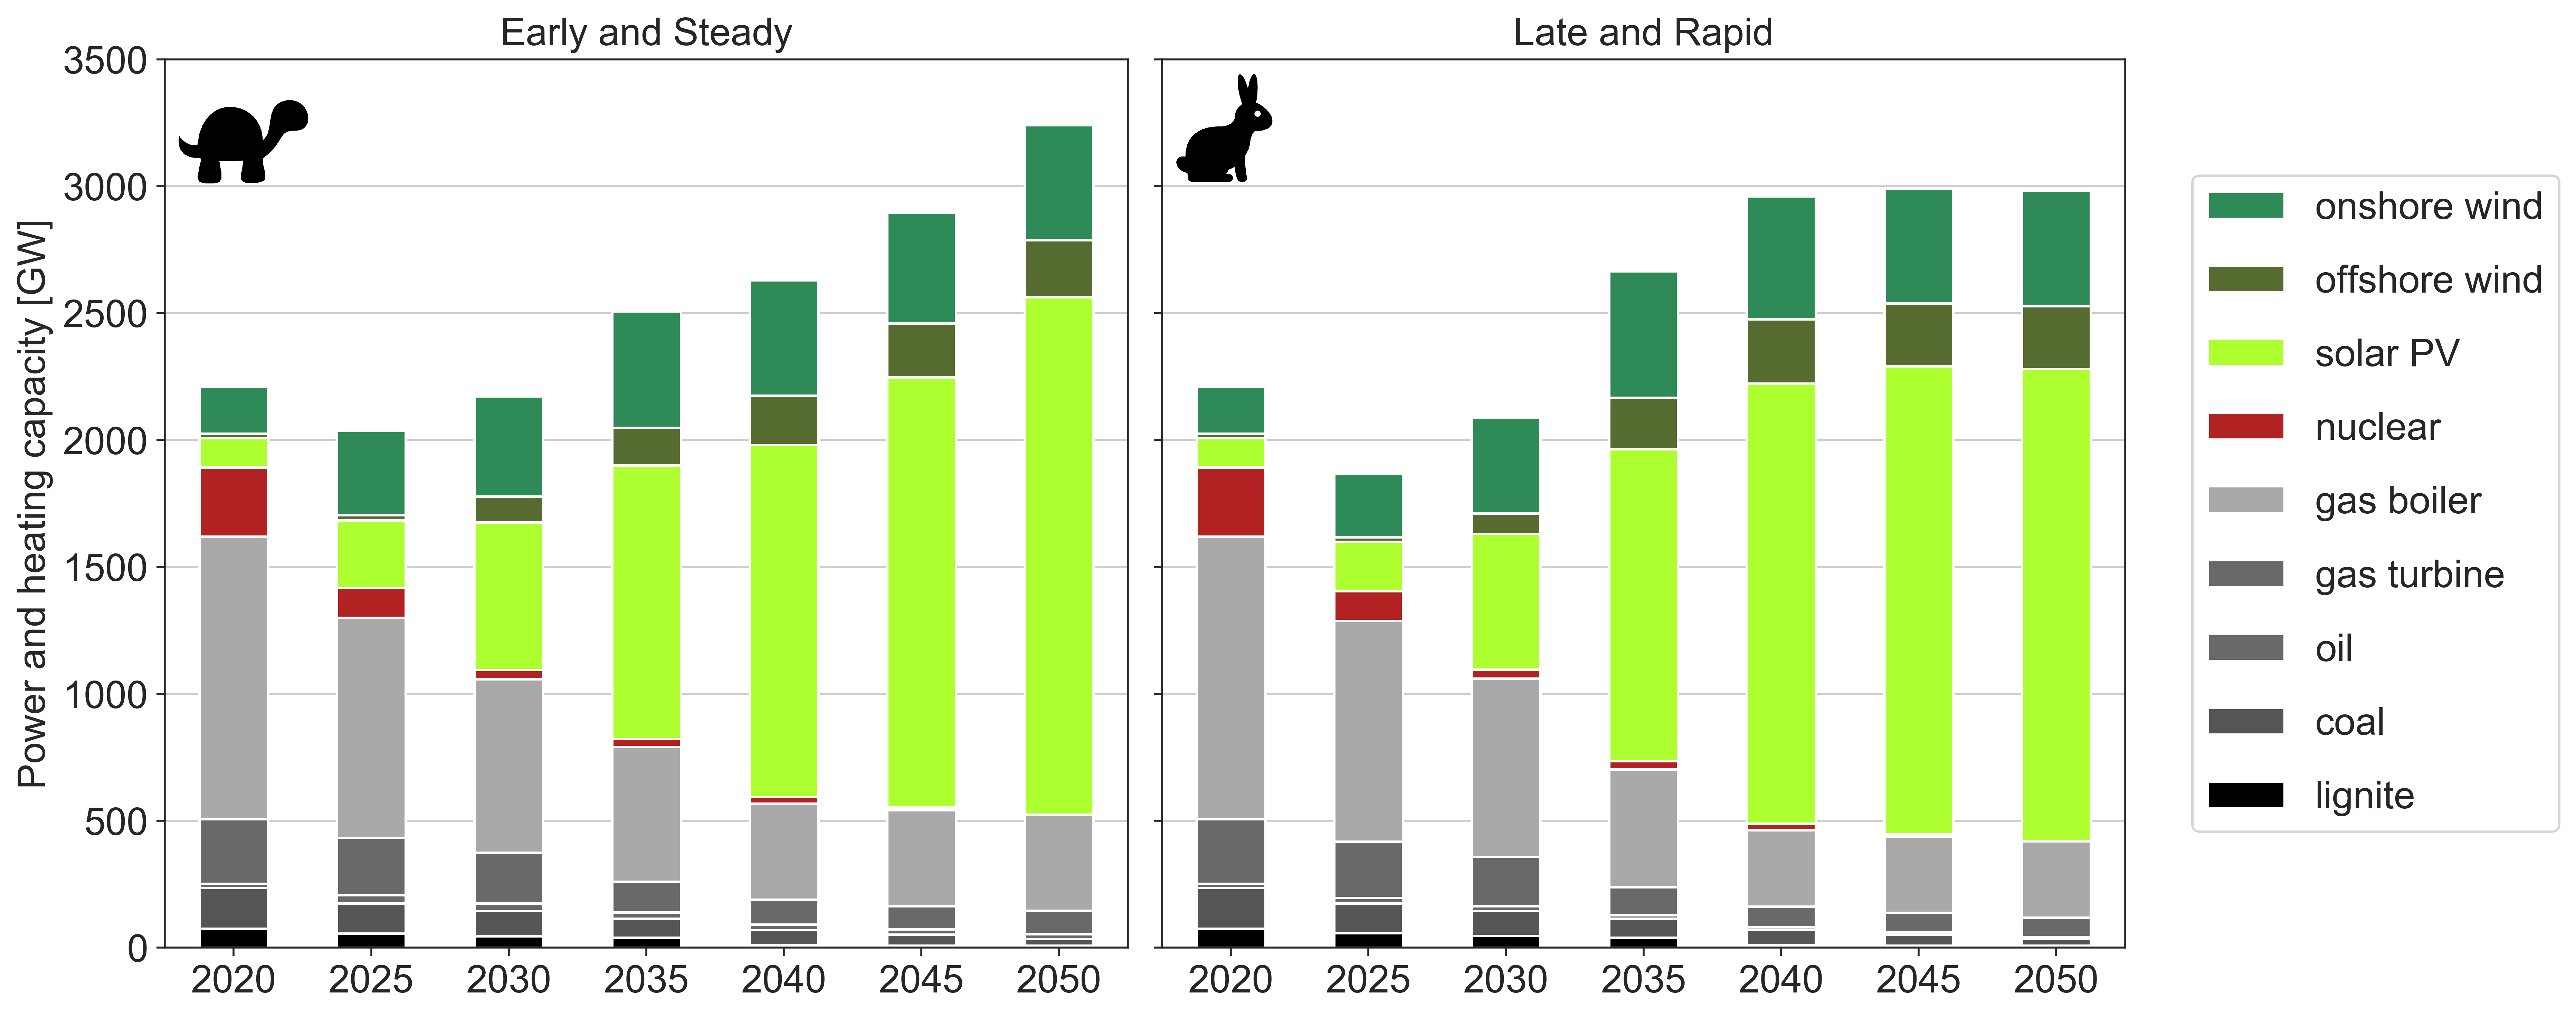 Early and Steady
Late and Rapid
Power and heating capacity [GW]
3500
3000
2500
2000
1500
1000
500
0
2020 2025 2030 2035 2040 2045 2050
2020 2025 2030 2035 2040 2045 2050
onshore wind
offshore wind
solar PV
nuclear
gas boiler
gas turbine
oil
coal
lignite